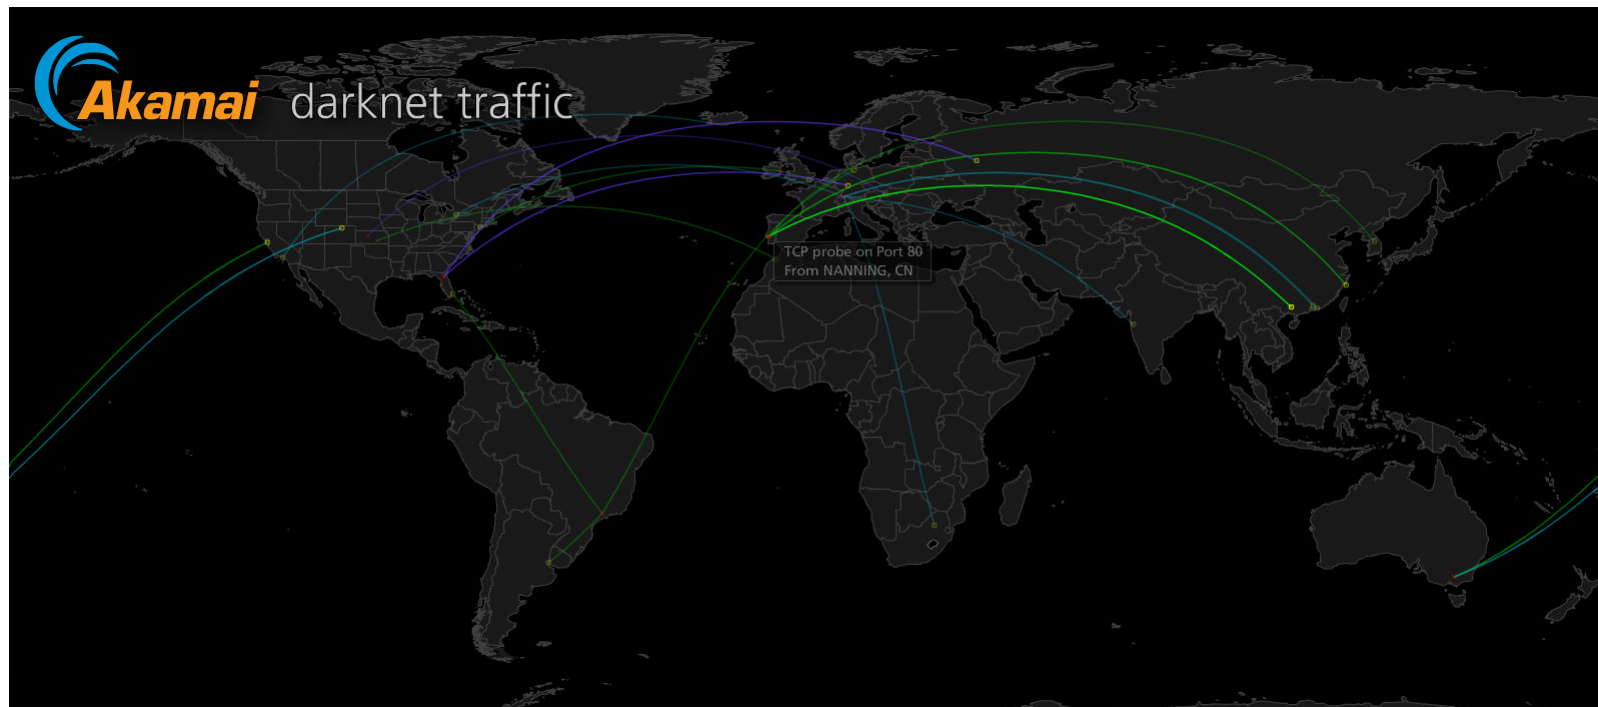 Akamai darknet traffic
TCP probe on Port 80
From NANNING, CN